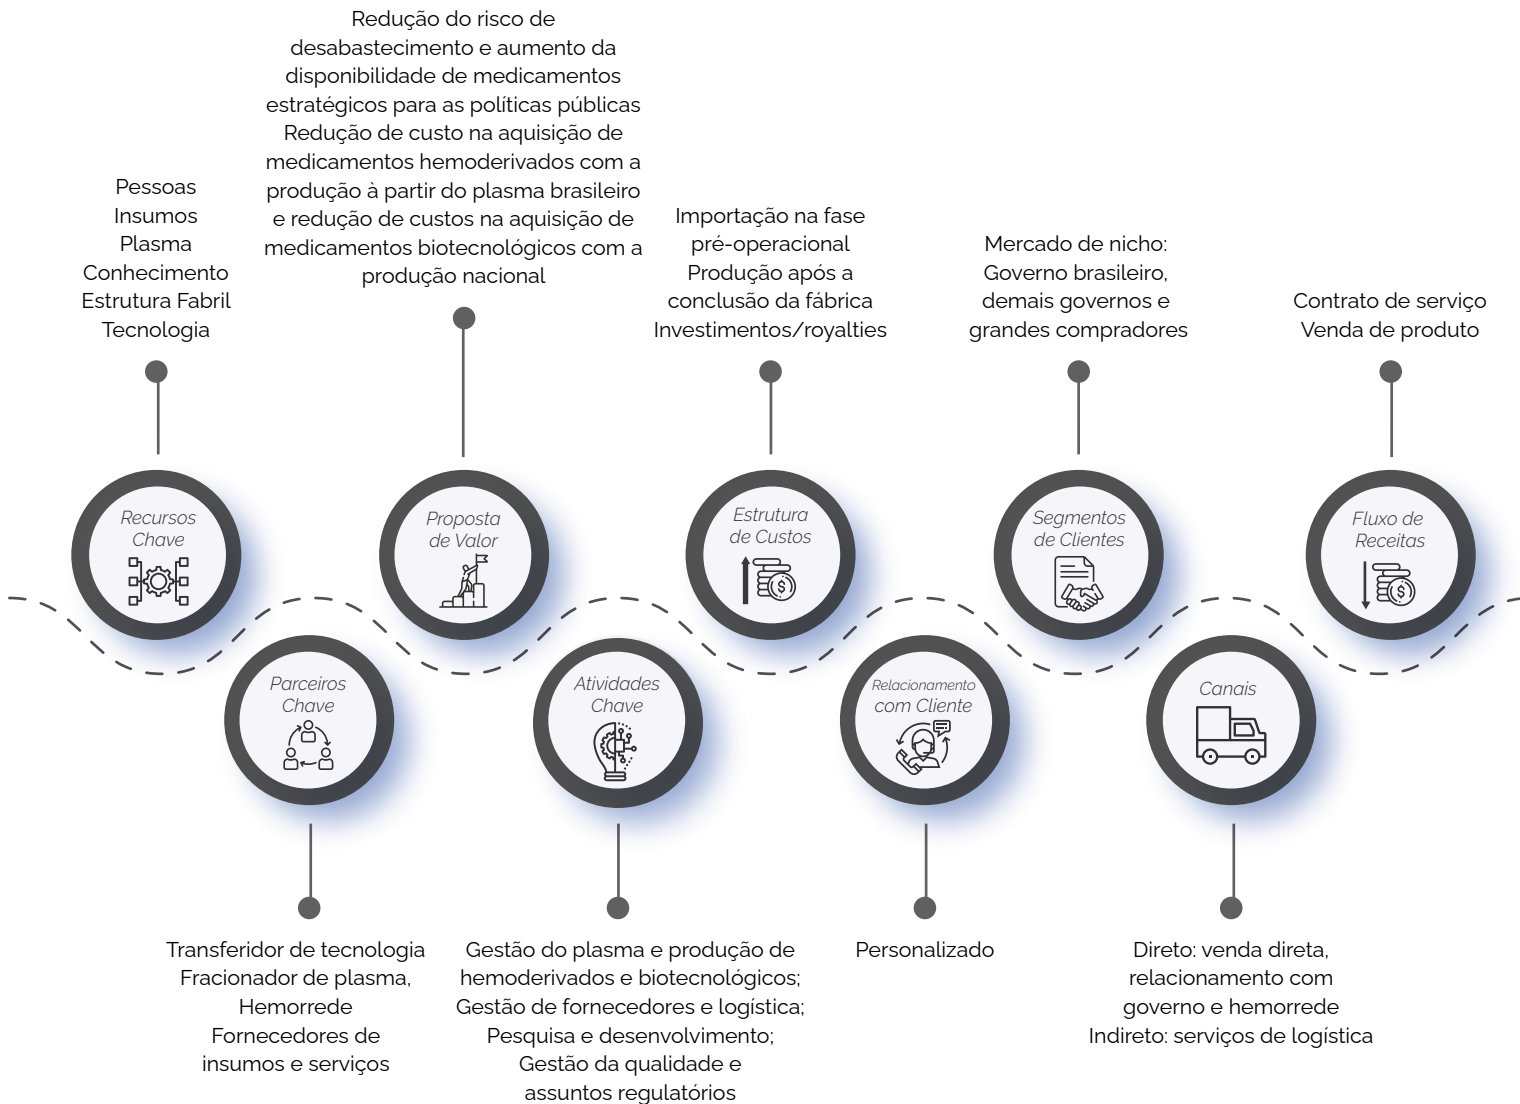 Pessoas
Insumos
Plasma
Conhecimento
Estrutura Fabril
Tecnologia
Recursos
Chave
Parceiros
Chave
Transferidor de tecnologia
Fracionador de plasma,
Hemorrede
Fornecedores de
insumos e serviços
Redução do risco de
desabastecimento e aumento da
disponibilidade de medicamentos
estratégicos para as políticas públicas
Redução de custo na aquisição de
medicamentos hemoderivados com a
produção à partir do plasma brasileiro
e redução de custos na aquisição de
medicamentos biotecnológicos com a
produção nacional
Proposta
de Valor
Atividades
Chave
Gestão do plasma e produção de
hemoderivados e biotecnológicos;
Gestão de fornecedores e logística;
Pesquisa e desenvolvimento;
Gestão da qualidade e
assuntos regulatórios
Importação na fase
pré-operacional
Produção após a
conclusão da fábrica
Investimentos/royalties
Estrutura
de Custos
$
Relacionamento
com Cliente
Personalizado
Mercado de nicho:
Governo brasileiro,
demais governos e
grandes compradores
Segmentos
de Clientes
Canais
Direto: venda direta,
relacionamento com
governo e hemorrede
Indireto: serviços de logística
Contrato de serviço
Venda de produto
Fluxo de
Receitas
$